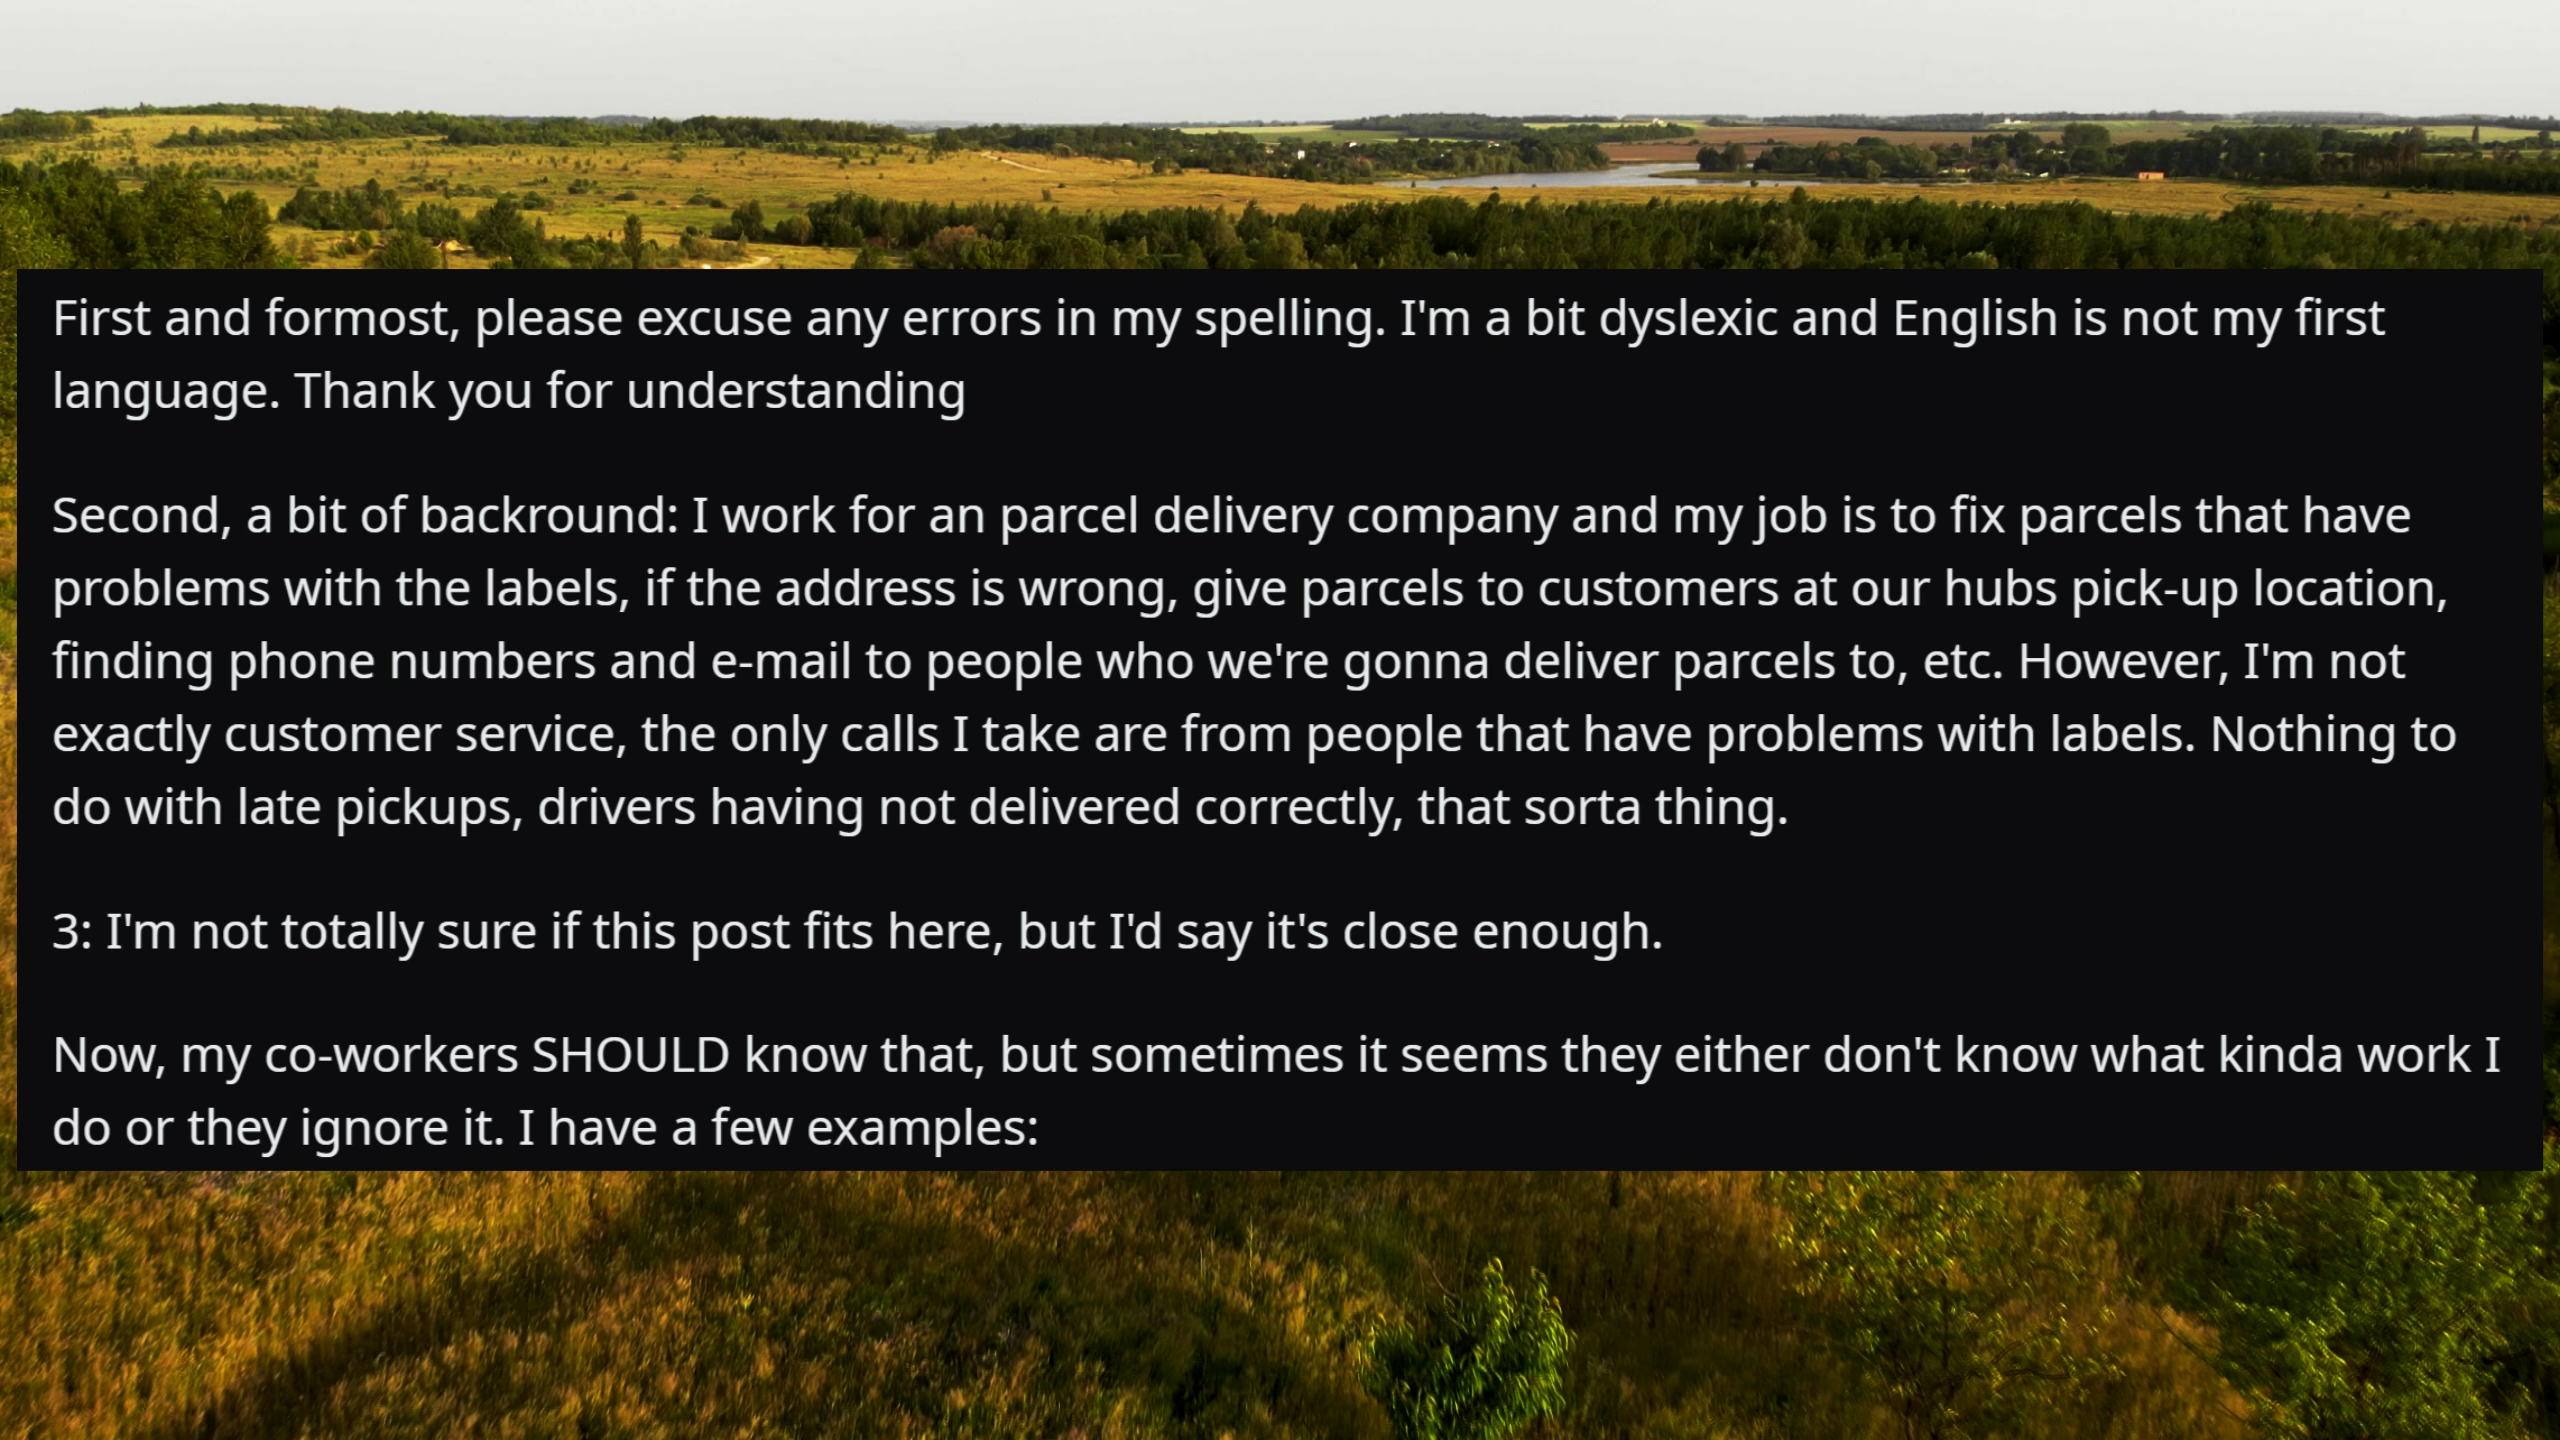 First and formost, please excuse any errors in my spelling. I'm a bit dyslexic and English is not my first
language. Thank you for understanding
Second, a bit of backround: I work for an parcel delivery company and my job is to fix parcels that have
problems with the labels, if the address is wrong, give parcels to customers at our hubs pick-up location,
finding phone numbers and e-mail to people who we're gonna deliver parcels to, etc. However, I'm not
exactly customer service, the only calls I take are from people that have problems with labels. Nothing to
do with late pickups, drivers having not delivered correctly, that sorta thing.
3: I'm not totally sure if this post fits here, but I'd say it's close enough.
Now, my co-workers SHOULD know that, but sometimes it seems they either don't know what kinda work I
do or they ignore it. I have a few examples: